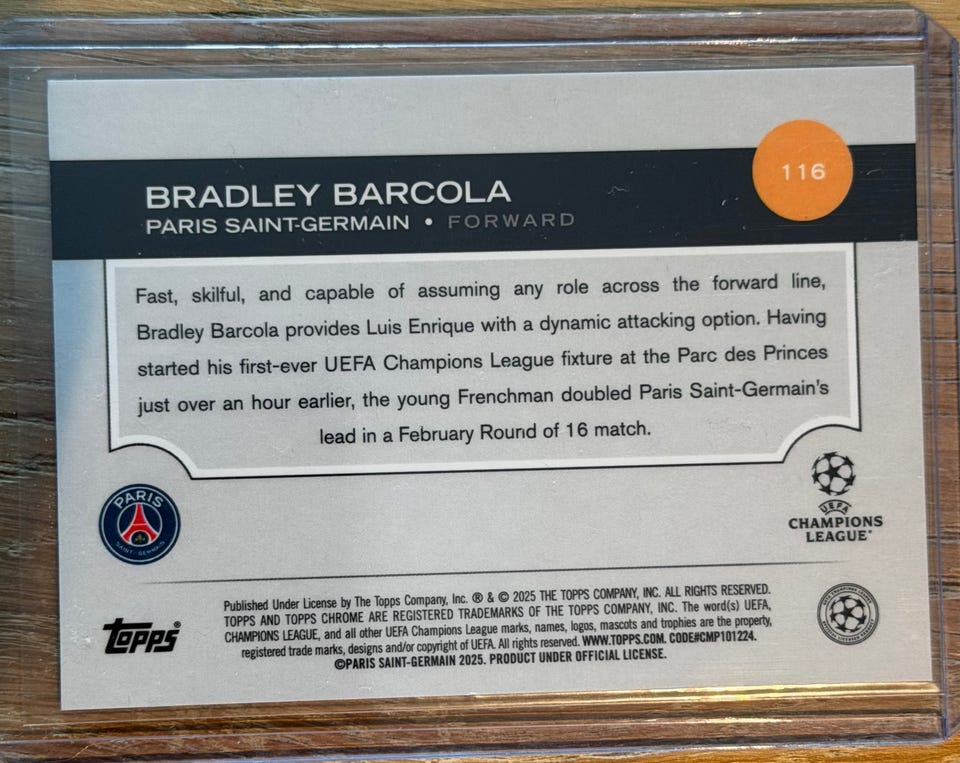 116
BRADLEY BARCOLA
PARIS SAINT-GERMAIN • FORWARD
Fast, skilful, and capable of assuming any role across the forward line,
Bradley Barcola provides Luis Enrique with a dynamic attacking option. Having
started his first-ever UEFA Champions League fixture at the Parc des Princes
just over an hour earlier, the young Frenchman doubled Paris Saint-Germain's
lead in a February Round of 16 match.
PARIS
SAINT-GERMAIN
UEFA
CHAMPIONS
LEAGUE®
topps®
Published Under License by The Topps Company, Inc. ® & © 2025 THE TOPPS COMPANY, INC. ALL RIGHTS RESERVED.
TOPPS AND TOPPS CHROME ARE REGISTERED TRADEMARKS OF THE TOPPS COMPANY, INC. The word(s) UEFA,
CHAMPIONS LEAGUE, and all other UEFA Champions League marks, names, logos, mascots and trophies are the property,
registered trade marks, designs and/or copyright of UEFA. All rights reserved. WWW.TOPPS.COM. CODE#CMP101224.
©PARIS SAINT-GERMAIN 2025. PRODUCT UNDER OFFICIAL LICENSE.